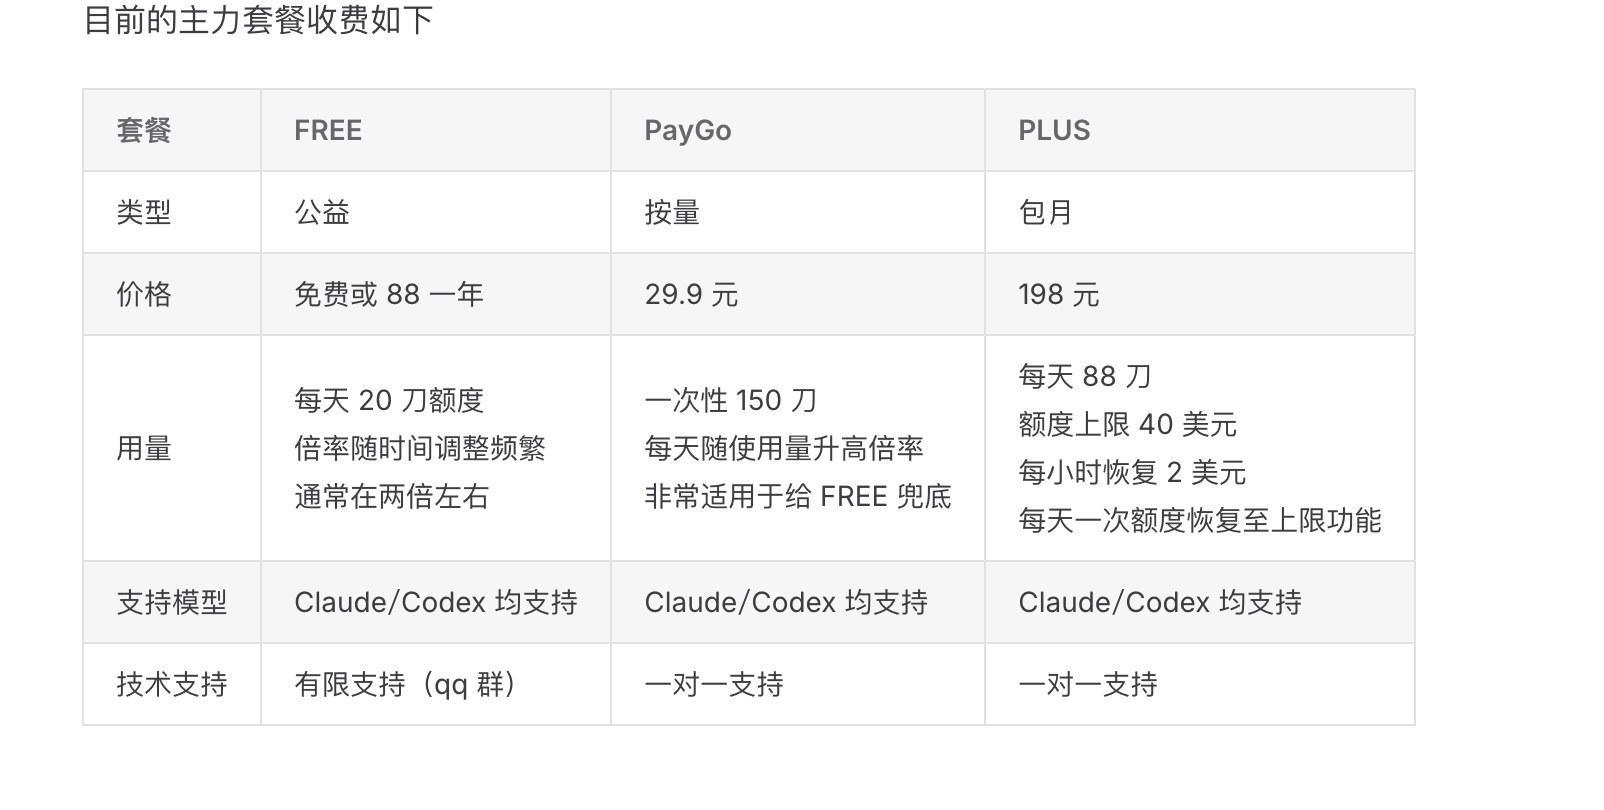 目前的主力套餐收费如下
套餐 FREE PayGo PLUS
类型 公益 按量 包月
价格 免费或 88 一年 29.9 元 198 元
用量
每天 20 刀额度
倍率随时间调整频繁
通常在两倍左右
一次性 150 刀
每天随使用量升高倍率
非常适用于给 FREE 兜底
每天 88 刀
额度上限 40 美元
每小时恢复 2 美元
每天一次额度恢复至上限功能
支持模型 Claude/Codex 均支持 Claude/Codex 均支持 Claude/Codex 均支持
技术支持 有限支持（qq 群） 一对一支持 一对一支持